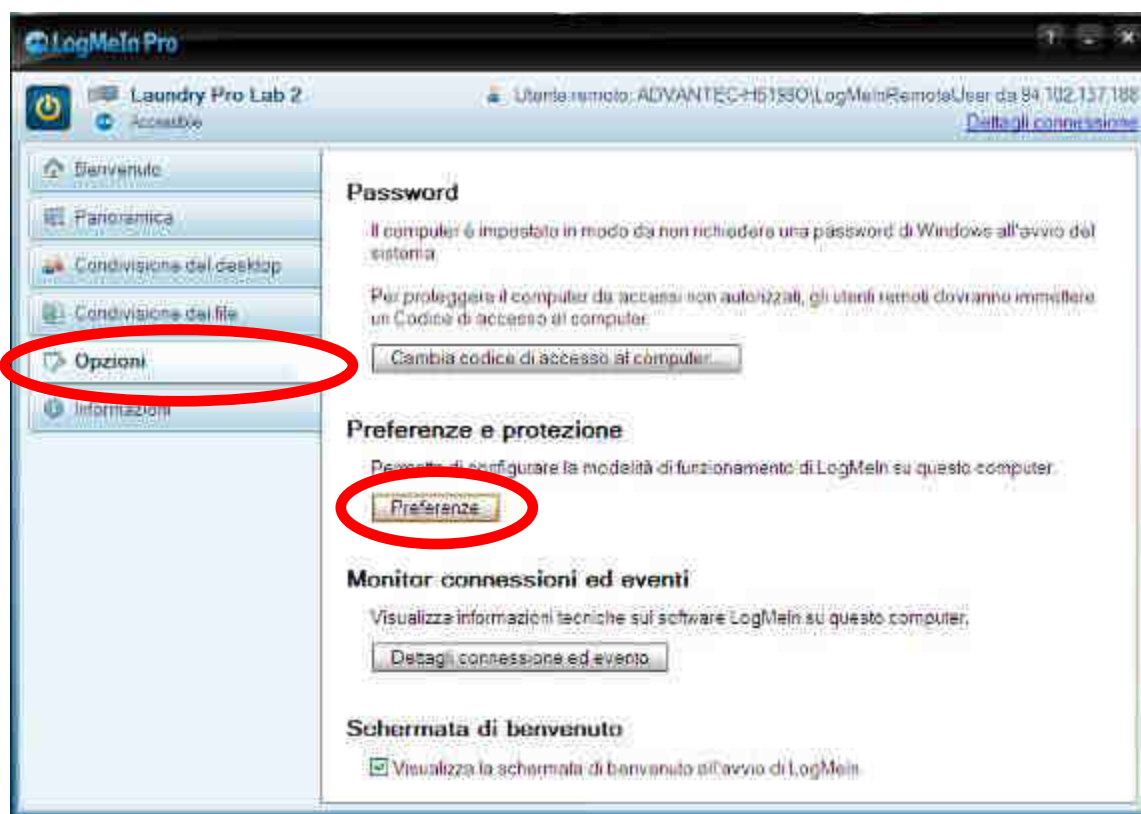 LogMeIn Pro
Laundry Pro Lab 2
Accessibile
Utente remoto: ADVANTEC-H5193O\LogMeInRemoteUser da 94.102.137.188
Dettagli connessione
Benvenuto
Panoramica
Condivisione del desktop
Condivisione dei file
Opzioni
Informazioni
Password
Il computer è impostato in modo da non richiedere una password di Windows all'avvio del
sistema.
Per proteggere il computer da accessi non autorizzati, gli utenti remoti dovranno immettere
un Codice di accesso al computer.
Cambia codice di accesso al computer...
Preferenze e protezione
Permette di configurare la modalità di funzionamento di LogMeIn su questo computer.
Preferenze
Monitor connessioni ed eventi
Visualizza informazioni tecniche sul software LogMeIn su questo computer.
Dettagli connessione ed evento
Schermata di benvenuto
Visualizza la schermata di benvenuto all'avvio di LogMeIn